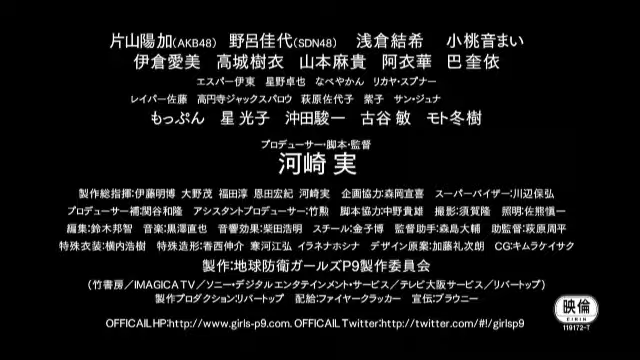 片山陽加(AKB48) 野呂佳代(SDN48) 浅倉結希 小桃音まい
伊倉愛美 高城樹衣 山本麻貴 阿衣華 巴奎依
エスパー伊東 星野卓也 なべやかん リカヤ・スプナー
レイパー佐藤 高円寺ジャックスパロウ 萩原佐代子 紫子 サン・ジュナ
もっぷん 星 光子 沖田駿一 古谷 敏 モト冬樹
プロデューサー・脚本・監督
河崎 実
製作総指揮:伊藤明博 大野茂 福田淳 恩田宏紀 河崎実 企画協力:森岡宣喜 スーパーバイザー:川辺保弘
プロデューサー補:関谷和隆 アシスタントプロデューサー:竹勲 脚本協力:中野貴雄 撮影:須賀隆 照明:佐熊慎一
編集:鈴木邦智 音楽:黒澤直也 音響効果:柴田浩明 スチール:金子博 監督助手:森島大輔 助監督:萩原周平
特殊衣装:横内浩樹 特殊造形:香西伸介 寒河江弘 イラネナホシナ デザイン原案:加藤礼次朗 CG:キムラケイサク
製作:地球防衛ガールズP9製作委員会
(竹書房/IMAGICA TV/ソニー・デジタルエンタテインメント・サービス/テレビ大阪サービス/リバートップ)
製作プロダクション:リバートップ 配給:ファイヤークラッカー 宣伝:ブラウニー
OFFICAIL HP:http://www.girls-p9.com. OFFICAIL Twitter:http://twitter.com/#!/girlsp9
映倫
EIRIN
119172-T